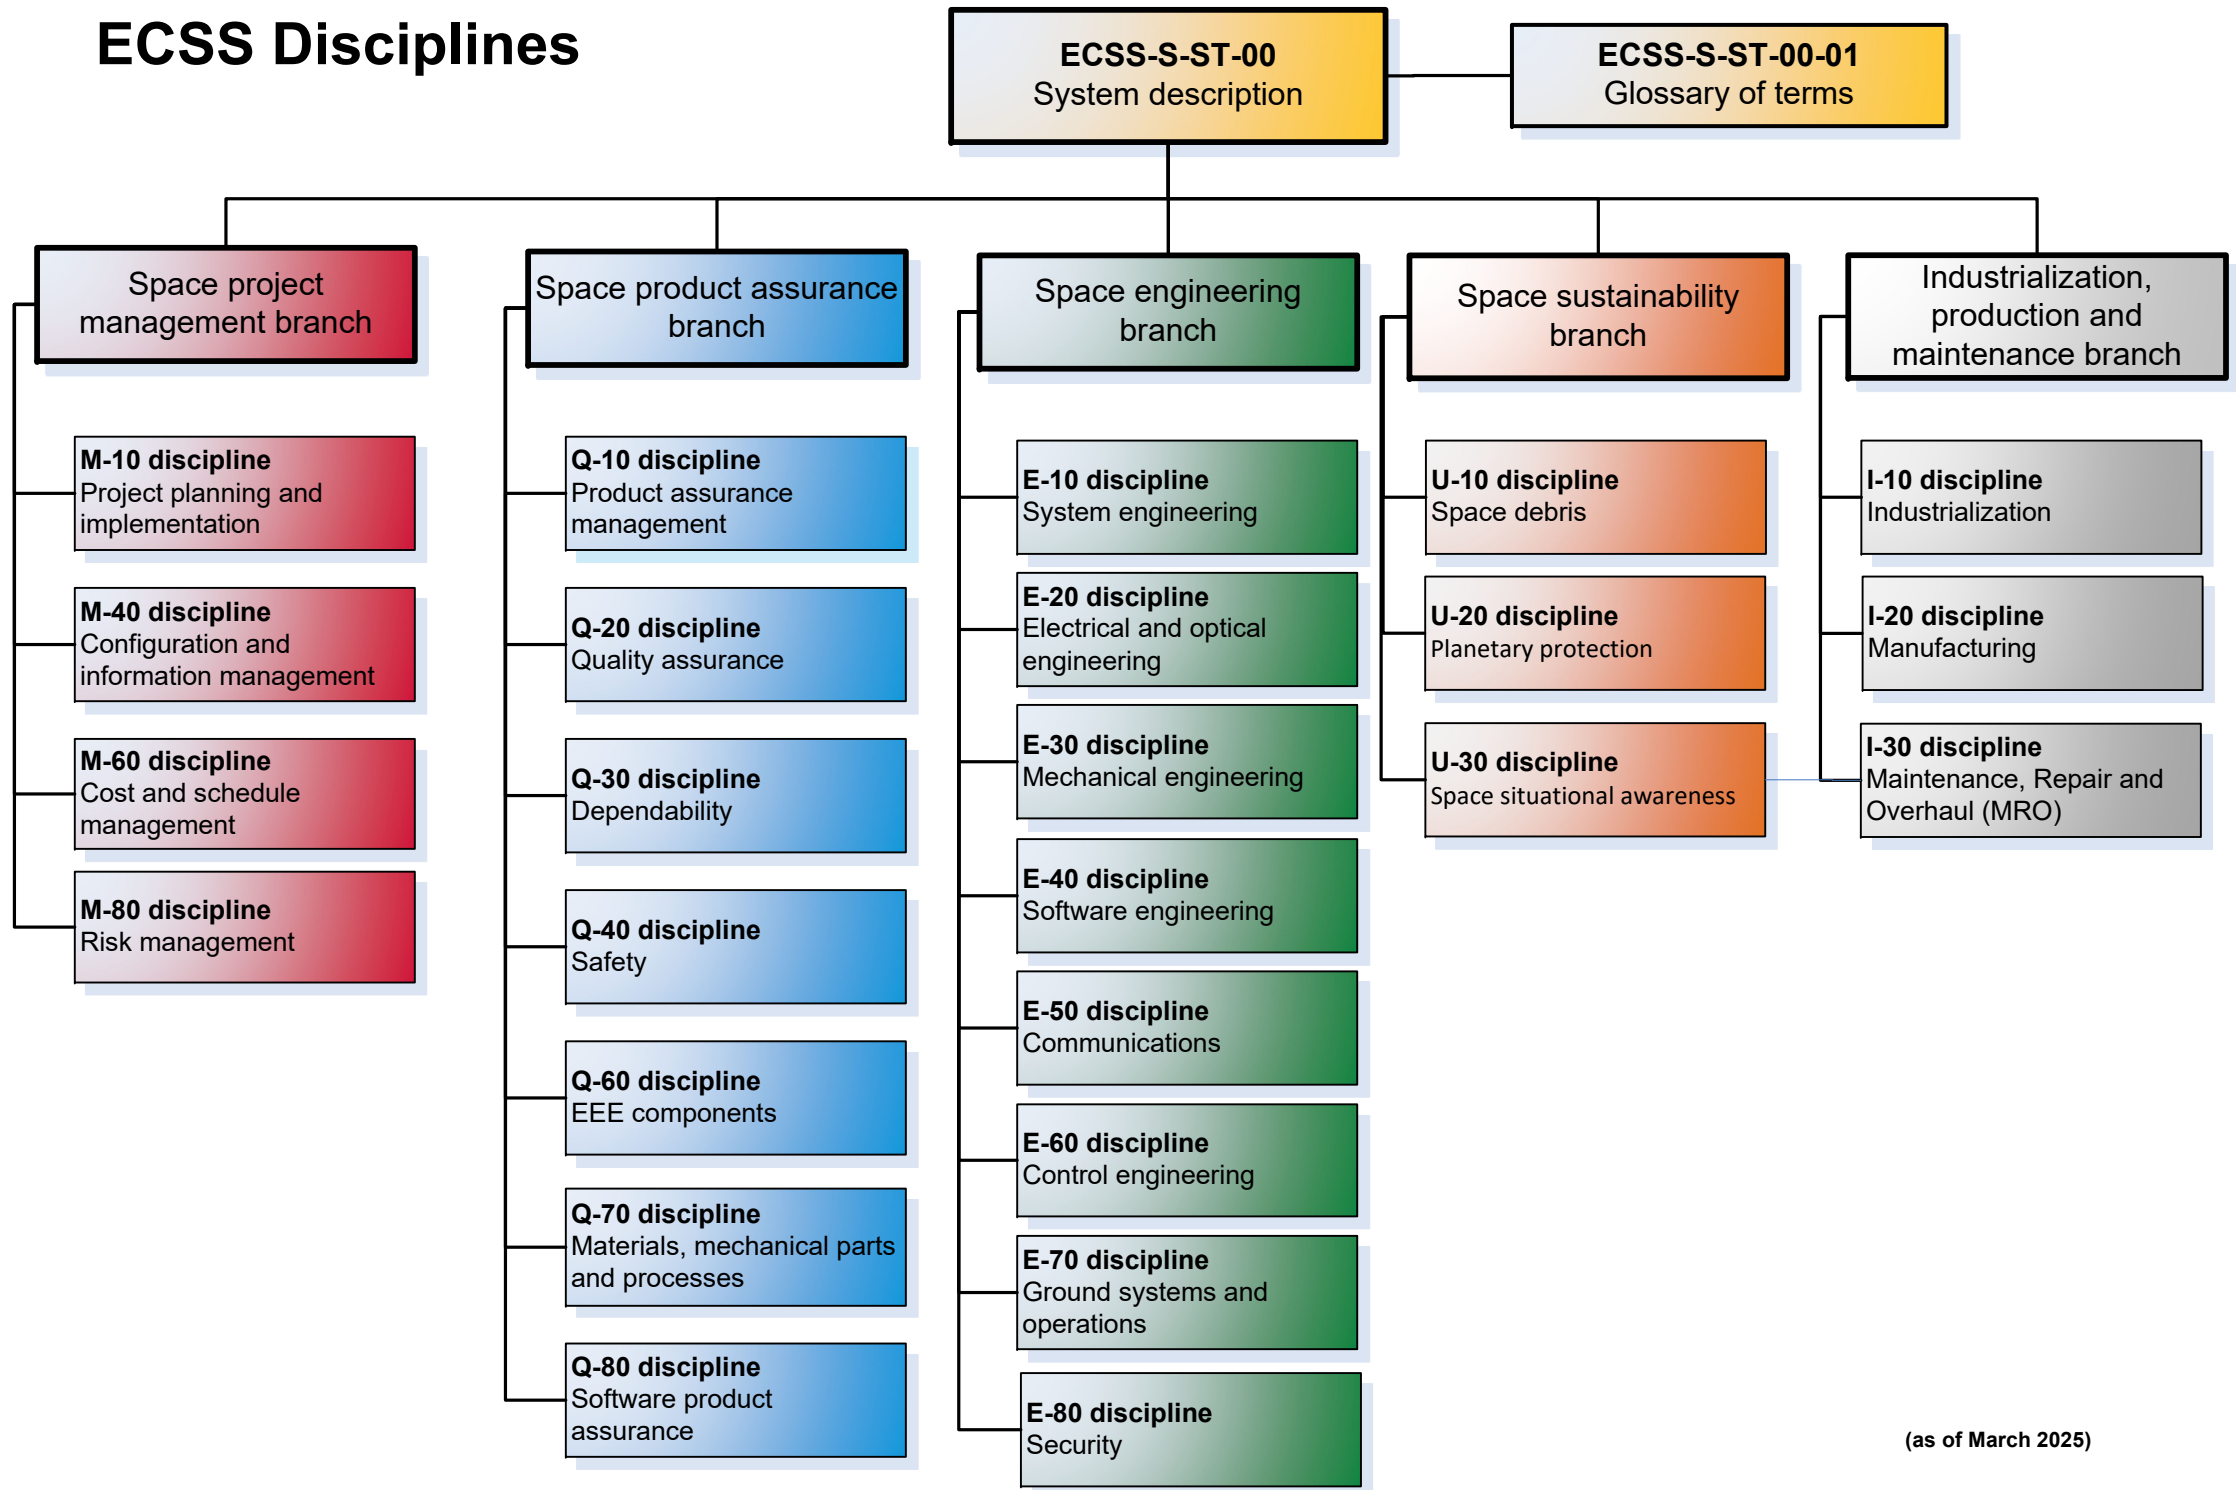 ECSS Disciplines
ECSS-S-ST-00
System description
ECSS-S-ST-00-01
Glossary of terms
Space project
management branch
M-10 discipline
Project planning and
implementation
M-40 discipline
Configuration and
information management
M-60 discipline
Cost and schedule
management
M-80 discipline
Risk management
Space product assurance
branch
Q-10 discipline
Product assurance
management
Q-20 discipline
Quality assurance
Q-30 discipline
Dependability
Q-40 discipline
Safety
Q-60 discipline
EEE components
Q-70 discipline
Materials, mechanical parts
and processes
Q-80 discipline
Software product
assurance
Space engineering
branch
E-10 discipline
System engineering
E-20 discipline
Electrical and optical
engineering
E-30 discipline
Mechanical engineering
E-40 discipline
Software engineering
E-50 discipline
Communications
E-60 discipline
Control engineering
E-70 discipline
Ground systems and
operations
E-80 discipline
Security
Space sustainability
branch
U-10 discipline
Space debris
U-20 discipline
Planetary protection
U-30 discipline
Space situational awareness
Industrialization,
production and
maintenance branch
I-10 discipline
Industrialization
I-20 discipline
Manufacturing
I-30 discipline
Maintenance, Repair and
Overhaul (MRO)
(as of March 2025)